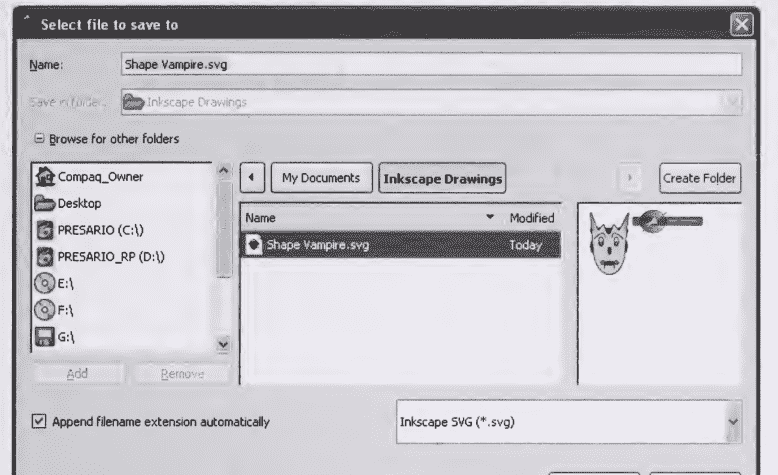 Select file to save to
Name: Shape Vampire.svg
Save in folder: Inkscape Drawings
Browse for other folders
Compaq_Owner
Desktop
PRESARIO (C:\)
PRESARIO_RP (D:\)
E:\
F:\
G:\
Add Remove
My Documents Inkscape Drawings Create Folder
Name Modified
Shape Vampire.svg Today
Append filename extension automatically Inkscape SVG (*.svg)